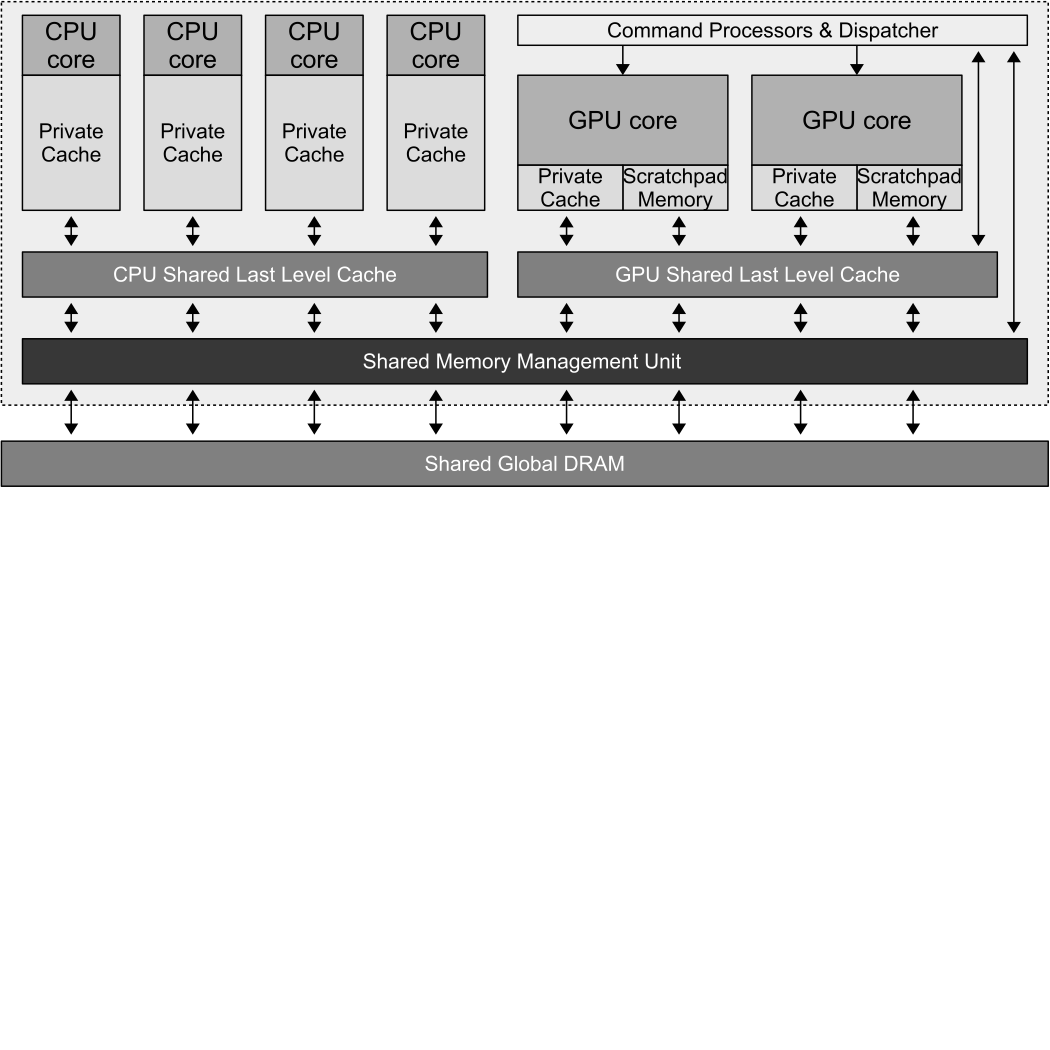 CPU
core
CPU
core
CPU
core
CPU
core
Private
Cache
Private
Cache
Private
Cache
Private
Cache
Command Processors & Dispatcher
GPU core
GPU core
Private
Cache
Scratchpad
Memory
Private
Cache
Scratchpad
Memory
CPU Shared Last Level Cache
GPU Shared Last Level Cache
Shared Memory Management Unit
Shared Global DRAM